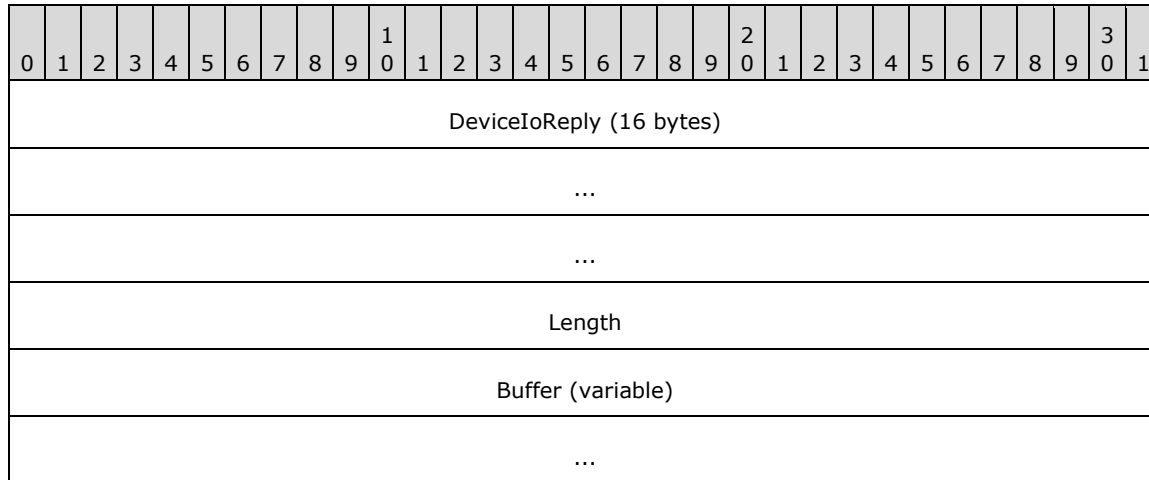 1 2 3
0 1 2 3 4 5 6 7 8 9 0 1 2 3 4 5 6 7 8 9 0 1 2 3 4 5 6 7 8 9 0 1
DeviceIoReply (16 bytes)
...
...
Length
Buffer (variable)
...